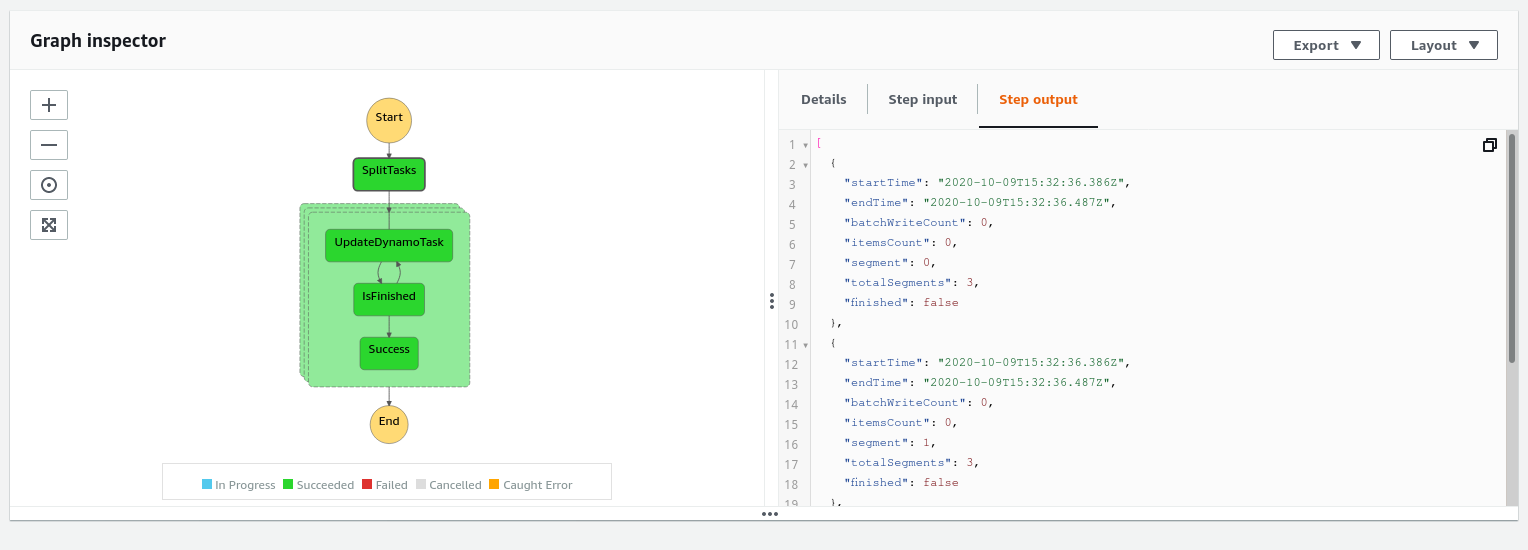 Graph inspector
Export
Layout
Start
SplitTasks
UpdateDynamoTask
IsFinished
Success
End
In Progress Succeeded Failed Cancelled Caught Error
Details Step input Step output
1 [
2 {
3 "startTime": "2020-10-09T15:32:36.386Z",
4 "endTime": "2020-10-09T15:32:36.487Z",
5 "batchWriteCount": 0,
6 "itemsCount": 0,
7 "segment": 0,
8 "totalSegments": 3,
9 "finished": false
10 },
11 {
12 "startTime": "2020-10-09T15:32:36.386Z",
13 "endTime": "2020-10-09T15:32:36.487Z",
14 "batchWriteCount": 0,
15 "itemsCount": 0,
16 "segment": 1,
17 "totalSegments": 3,
18 "finished": false
19 },